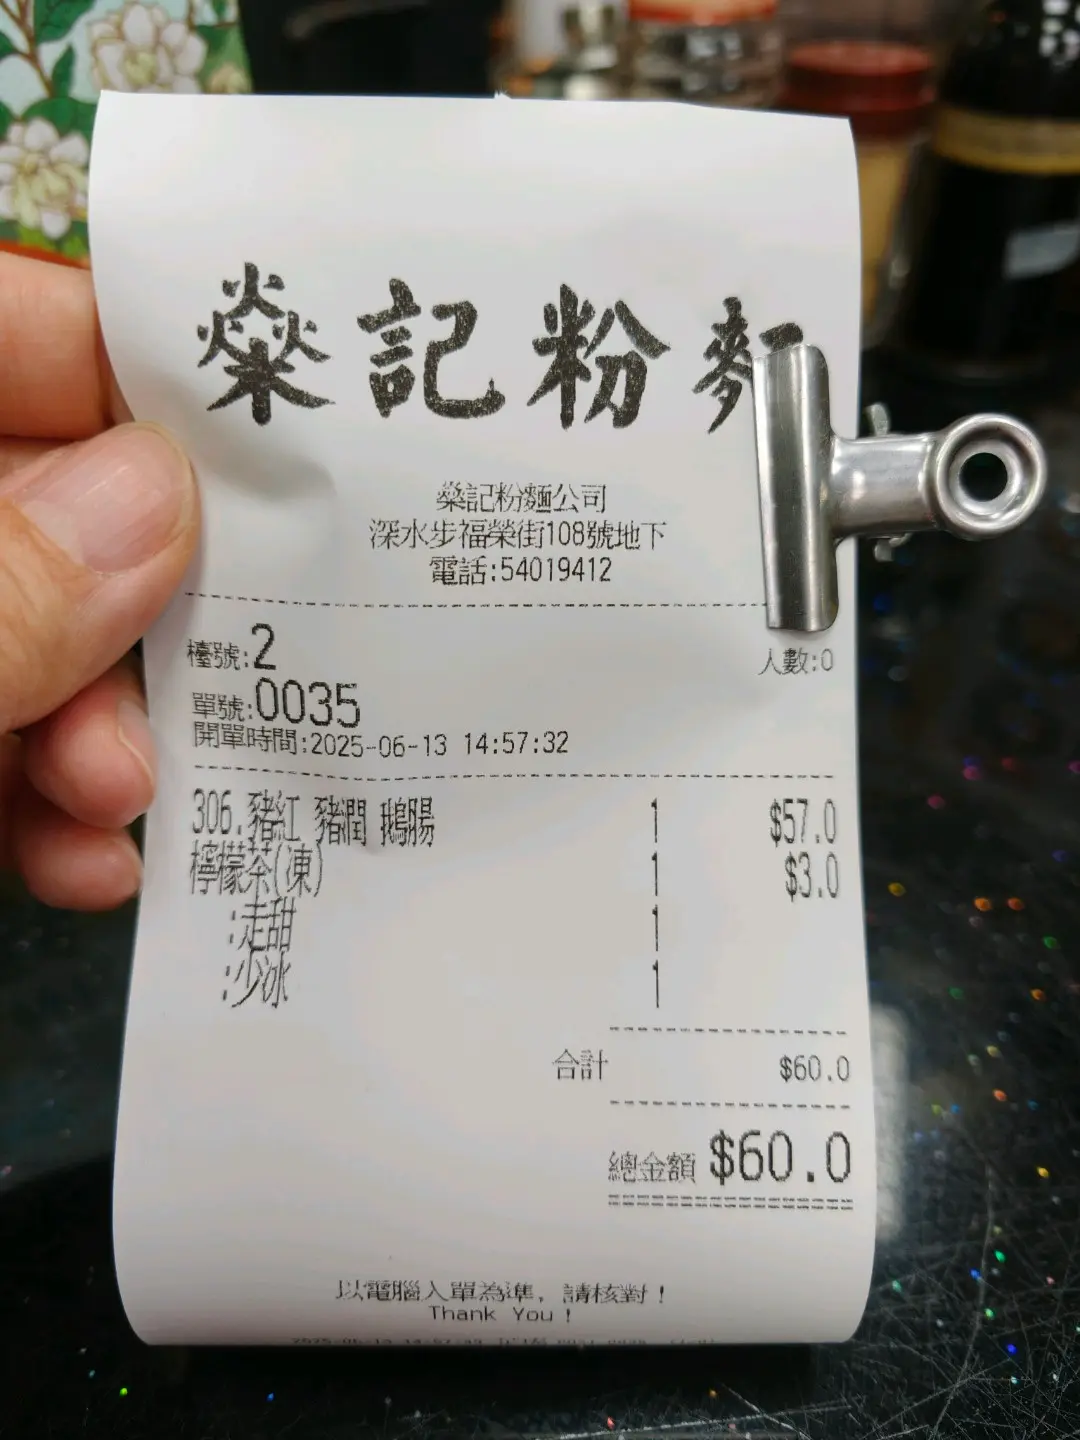 燊記粉麵
燊記粉麵公司
深水步福榮街108號地下
電話:54019412
檯號:2
人數:0
單號:0035
開單時間:2025-06-13 14:57:32
306.豬紅 豬潤 鵝腸 1 $57.0
檸檬茶(凍) 1 $3.0
:走甜 1
:少冰 1
合計 $60.0
總金額 $60.0
以電腦入單為準，請核對！
Thank You !